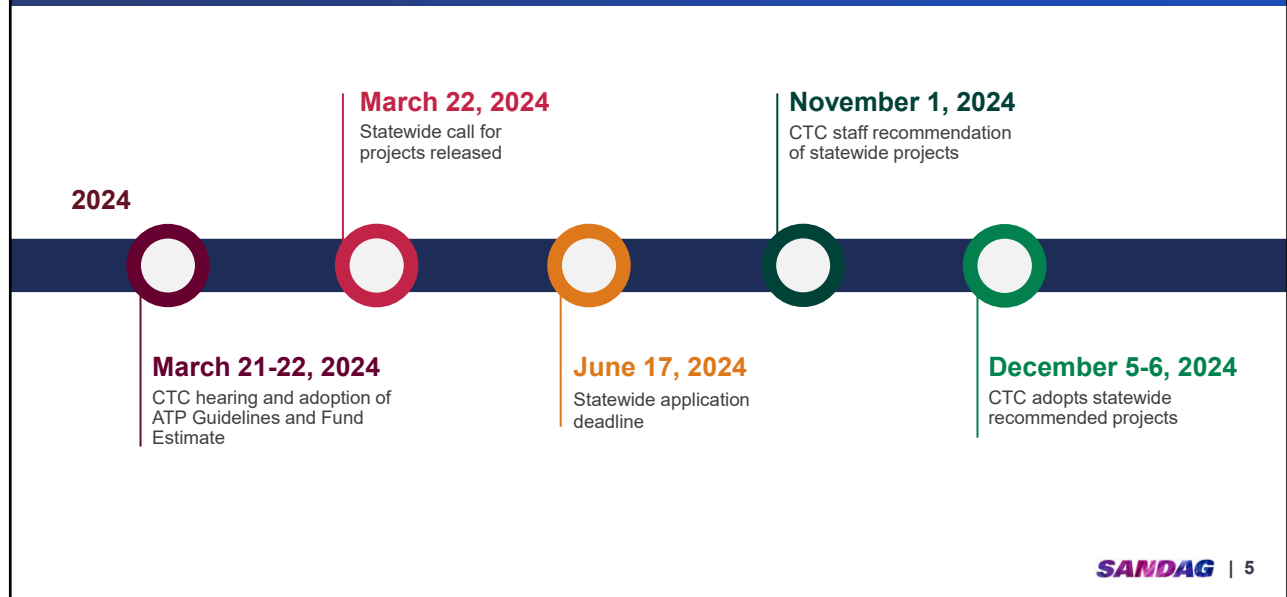 2024
March 21-22, 2024
CTC hearing and adoption of
ATP Guidelines and Fund
Estimate
March 22, 2024
Statewide call for
projects released
June 17, 2024
Statewide application
deadline
November 1, 2024
CTC staff recommendation
of statewide projects
December 5-6, 2024
CTC adopts statewide
recommended projects
SANDAG | 5